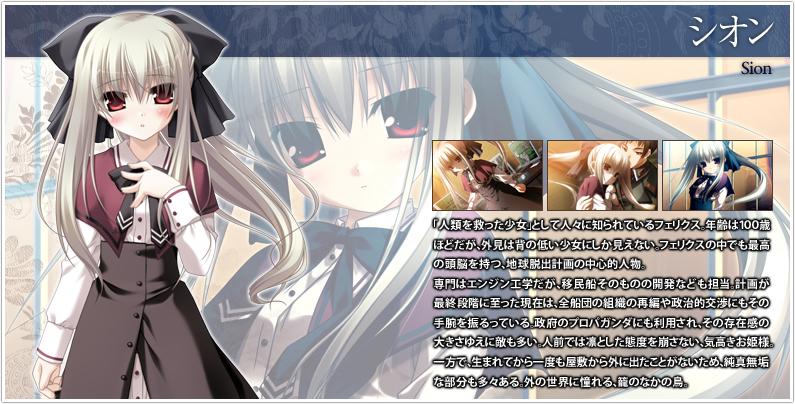 シオン
Sion
「人類を救った少女」として人々に知られているフェリクス。年齢は100歳
ほどだが、外見は背の低い少女にしか見えない。フェリクスの中でも最高
の頭脳を持つ、地球脱出計画の中心的人物。
専門はエンジン工学だが、移民船そのものの開発なども担当。計画が
最終段階に至った現在は、全船団の組織の再編や政治的交渉にもその
手腕を振るっている。政府のプロパガンダにも利用され、その存在感の
大きさゆえに敵も多い。人前では凛とした態度を崩さない、気高きお姫様。
一方で、生まれてから一度も屋敷から外に出たことがないため、純真無垢
な部分も多々ある。外の世界に憧れる、籠のなかの鳥。